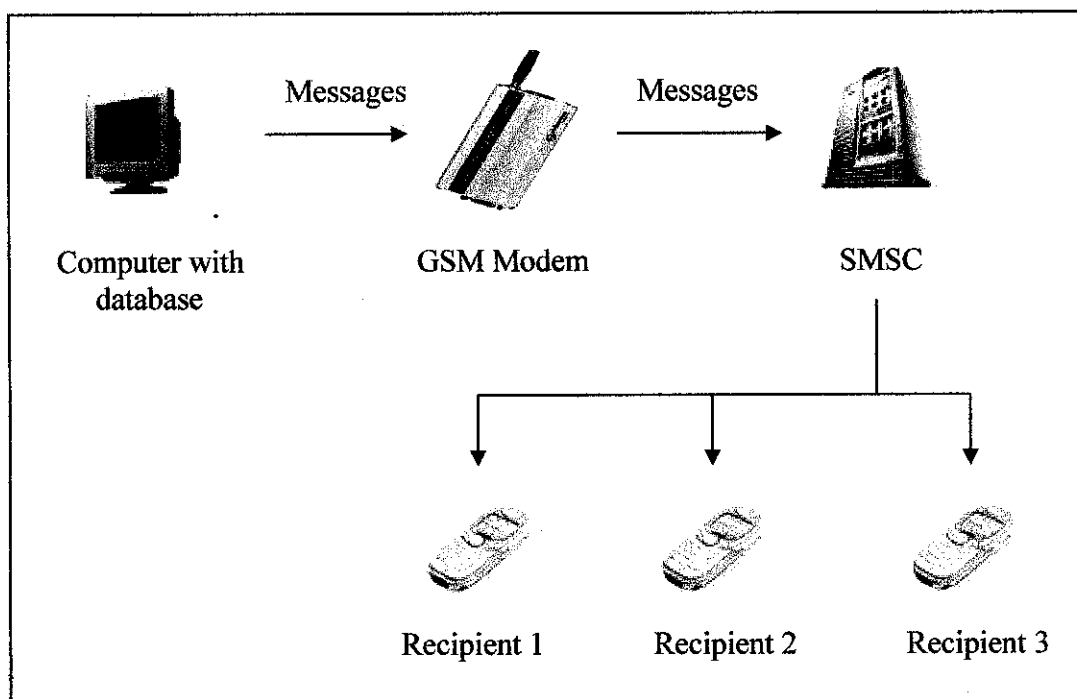 Messages
Messages
Computer with
database
GSM Modem
SMSC
Recipient 1
Recipient 2
Recipient 3